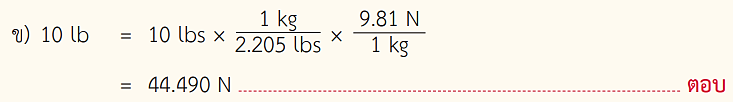 ข) 10 lb = 10 lbs × 1 kg / 2.205 lbs × 9.81 N / 1 kg
= 44.490 N ........ ตอบ